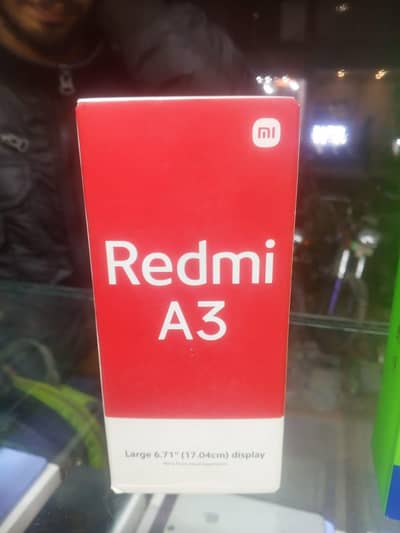 mi
Redmi
A3
Large 6.71" (17.04cm) display